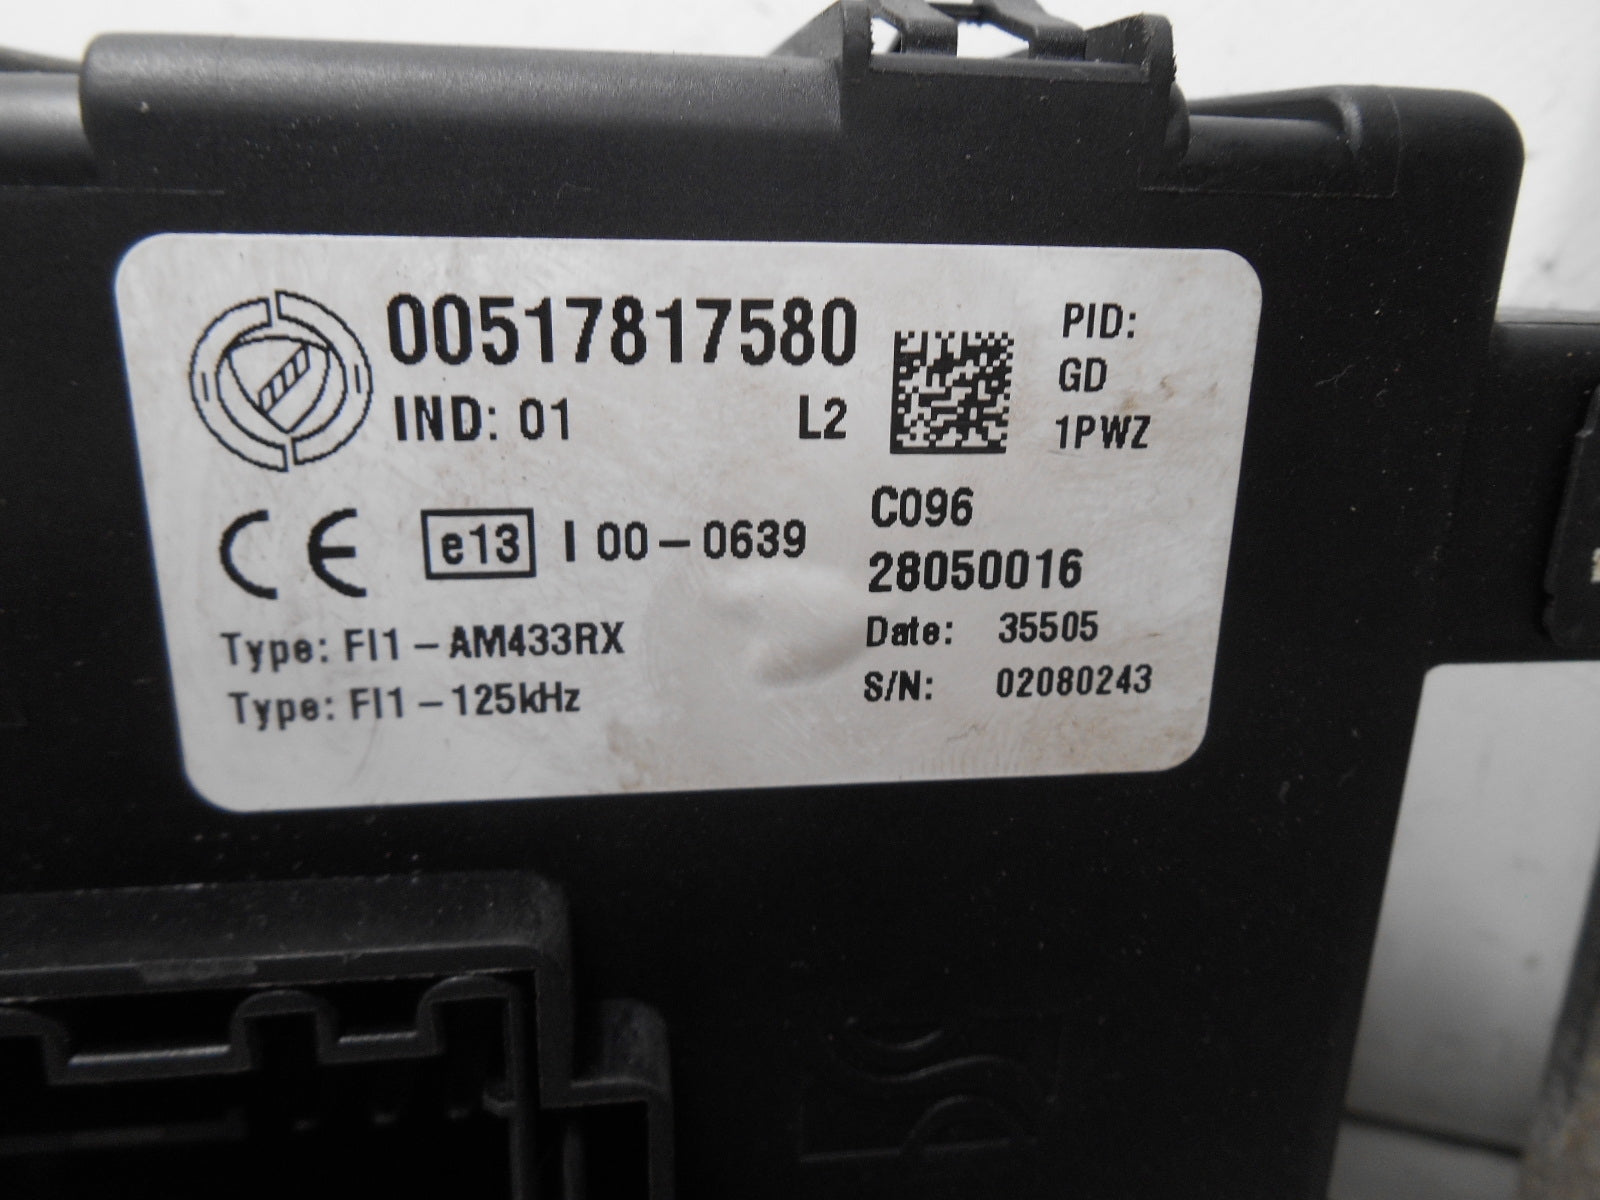 00517817580
IND: 01 L2
PID:
GD
1PWZ
CE e13 I 00-0639
C096
28050016
Type: FI1-AM433RX
Date: 35505
Type: FI1-125kHz
S/N: 02080243